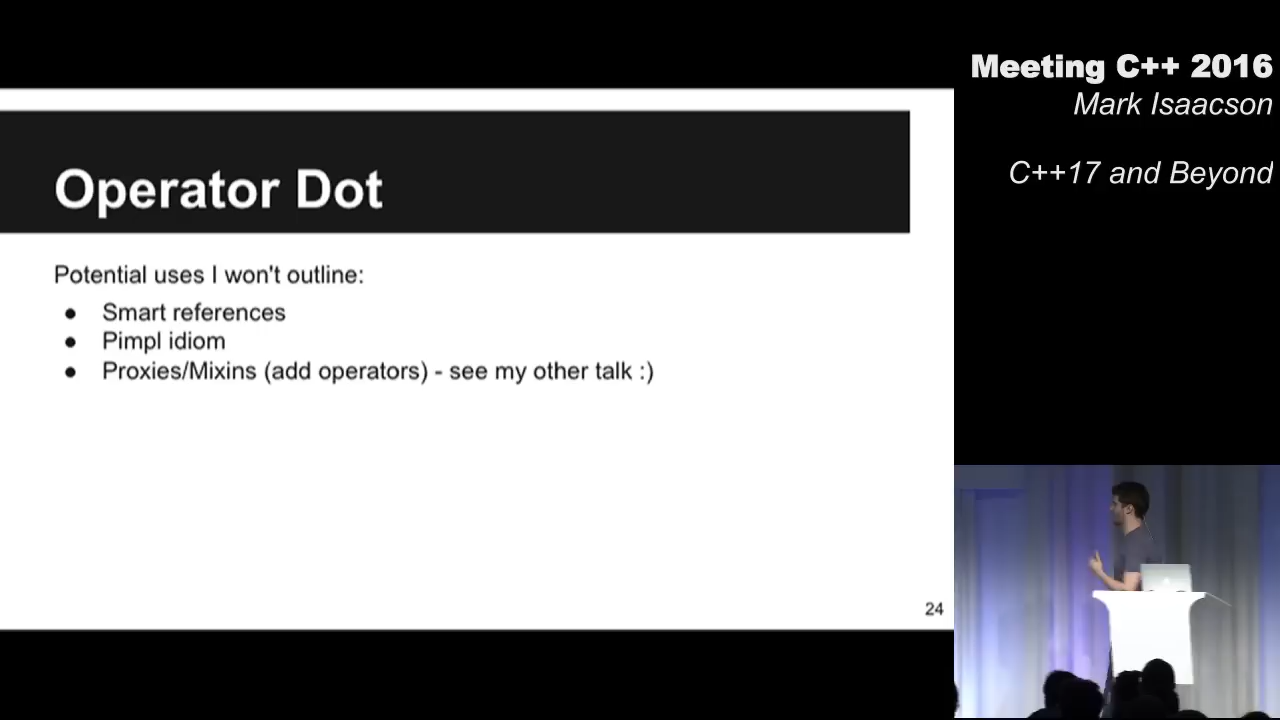 Meeting C++ 2016
Mark Isaacson
C++17 and Beyond
Operator Dot
Potential uses I won't outline:
● Smart references
● Pimpl idiom
● Proxies/Mixins (add operators) - see my other talk :)
24